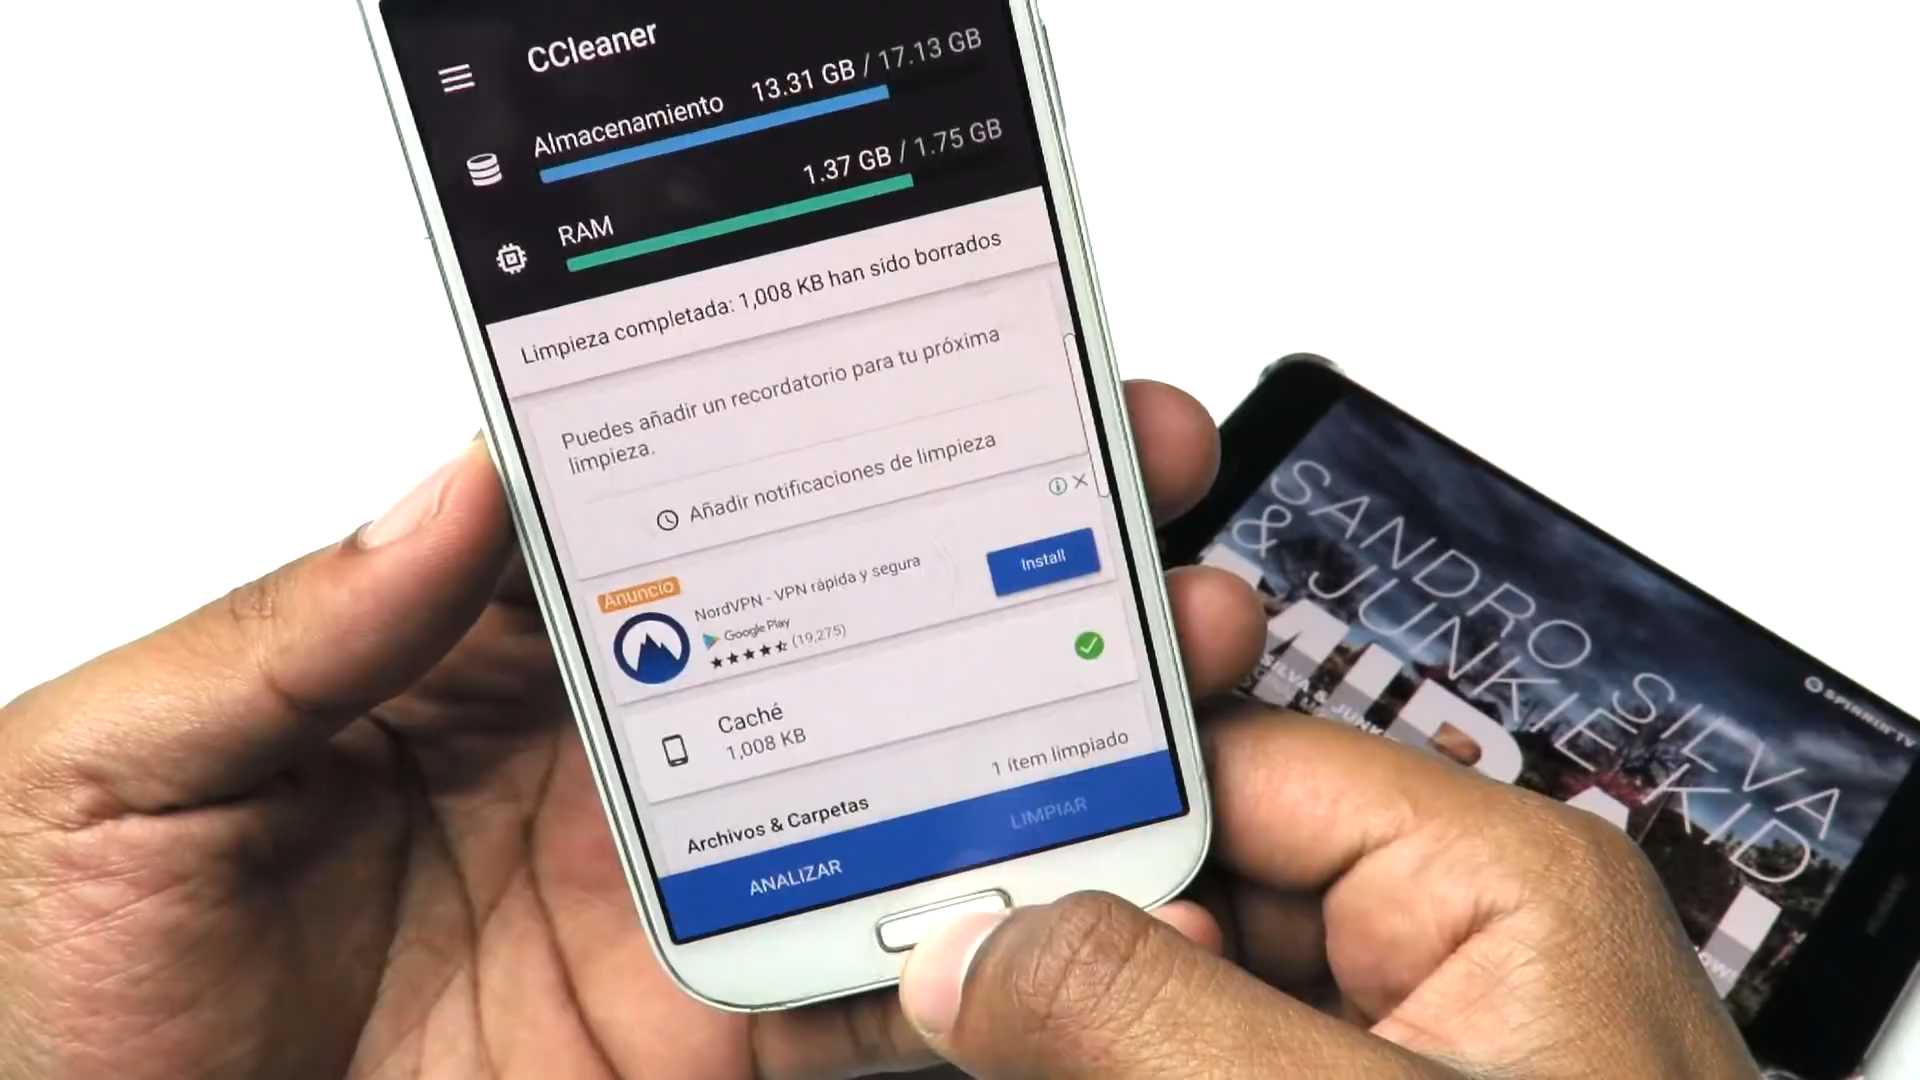 CCleaner
Almacenamiento 13.31 GB / 17.13 GB
RAM 1.37 GB / 1.75 GB
Limpieza completada: 1,008 KB han sido borrados
Puedes añadir un recordatorio para tu próxima
limpieza.
Añadir notificaciones de limpieza
Anuncio
NordVPN - VPN rápida y segura
Google Play
(19,275)
Install
Caché
1,008 KB
1 ítem limpiado
Archivos & Carpetas
ANALIZAR
LIMPIAR
SANDRO SILVA
& JUNKIE KID
SPINNIN' TV